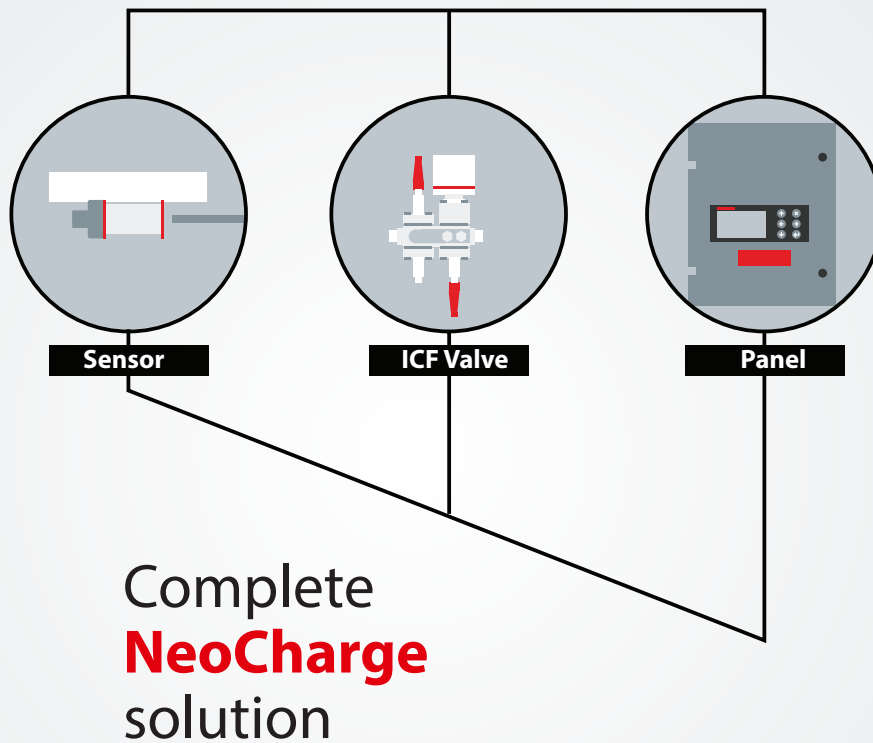 Sensor
ICF Valve
Panel
Complete
NeoCharge
solution